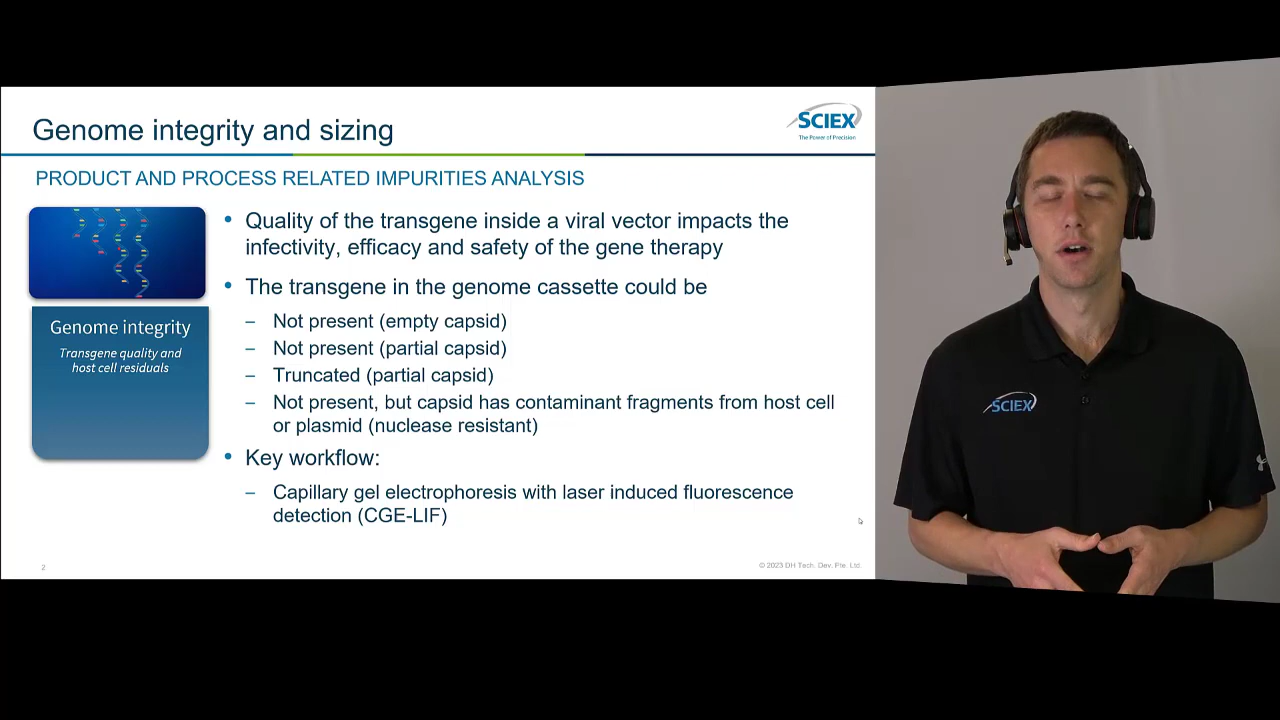 Genome integrity and sizing
SCIEX
The Power of Precision
PRODUCT AND PROCESS RELATED IMPURITIES ANALYSIS
Genome integrity
Transgene quality and
host cell residuals
• Quality of the transgene inside a viral vector impacts the
infectivity, efficacy and safety of the gene therapy
• The transgene in the genome cassette could be
– Not present (empty capsid)
– Not present (partial capsid)
– Truncated (partial capsid)
– Not present, but capsid has contaminant fragments from host cell
or plasmid (nuclease resistant)
• Key workflow:
– Capillary gel electrophoresis with laser induced fluorescence
detection (CGE-LIF)
2
© 2023 DH Tech. Dev. Pte. Ltd.
SCIEX